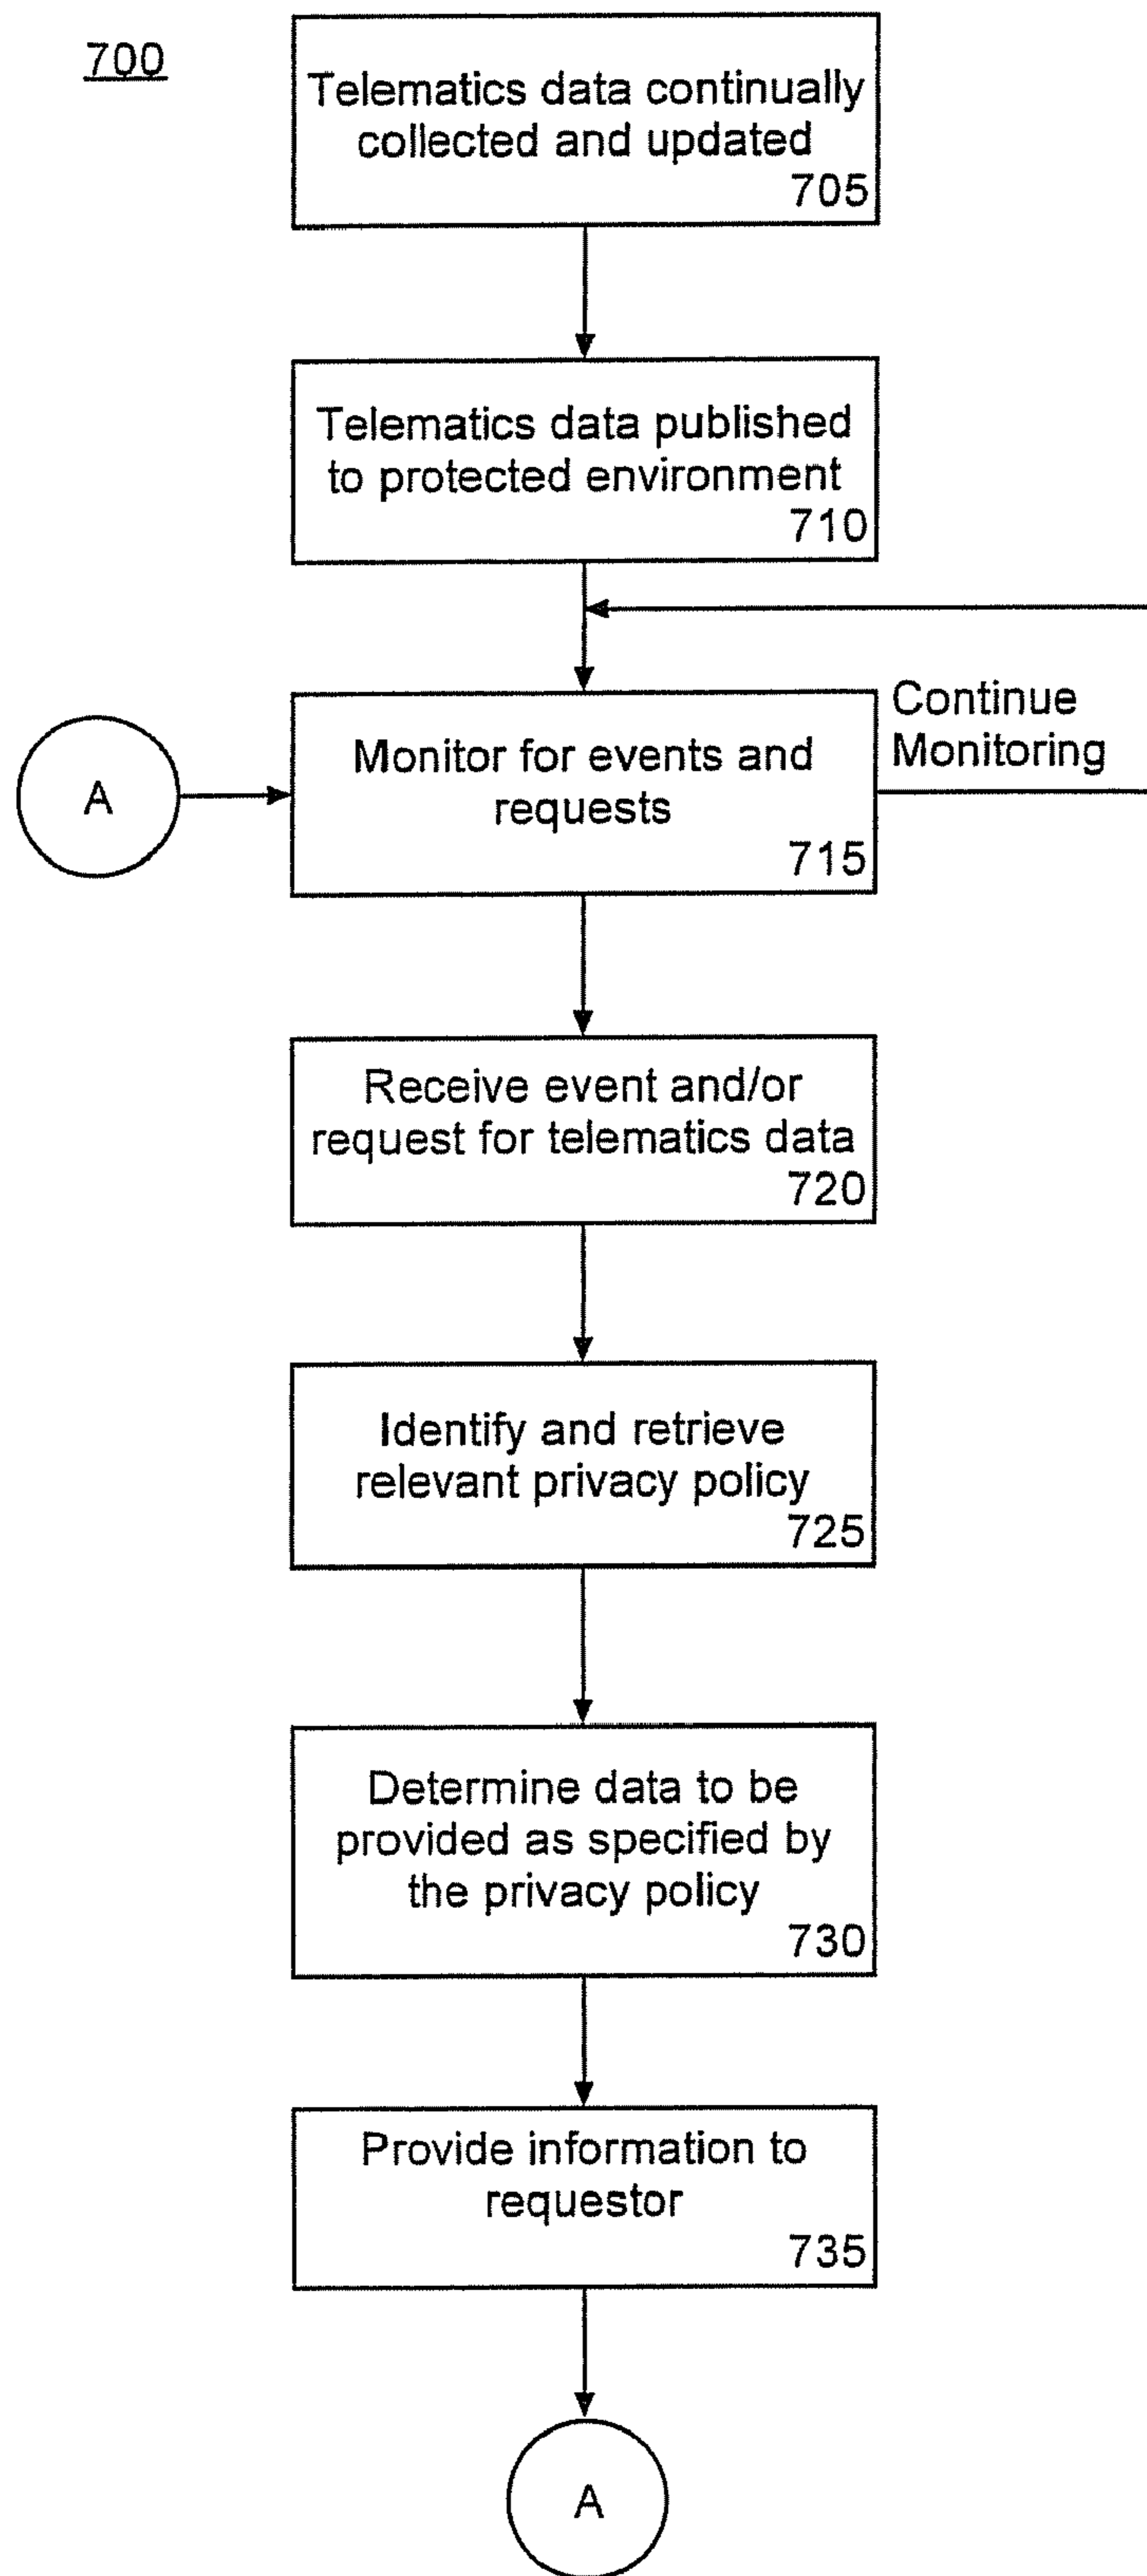 700
Telematics data continually
collected and updated
705
Telematics data published
to protected environment
710
Continue
Monitoring
A
Monitor for events and
requests
715
Receive event and/or
request for telematics data
720
Identify and retrieve
relevant privacy policy
725
Determine data to be
provided as specified by
the privacy policy
730
Provide information to
requestor
735
A